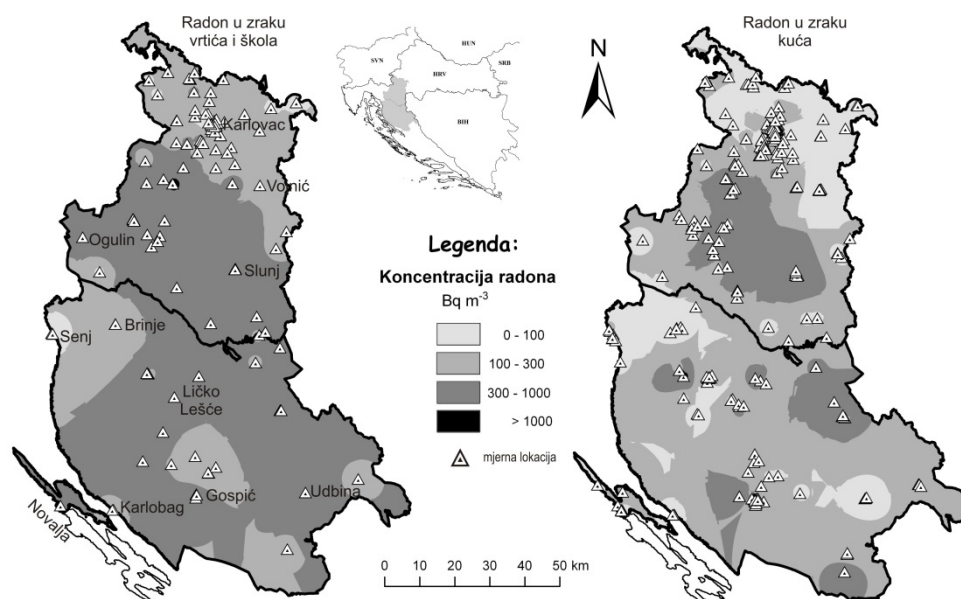 Radon u zraku
vrtića i škola
Radon u zraku
kuća
HUN
SVN
HRV
SRB
BIH
N
Karlovac
Vojnić
Ogulin
Slunj
Senj
Brinje
Ličko
Lešće
Gospić
Udbina
Karlobag
Novalja
Legenda:
Koncentracija radona
Bq m⁻³
0 - 100
100 - 300
300 - 1000
> 1000
mjerna lokacija
0 10 20 30 40 50 km